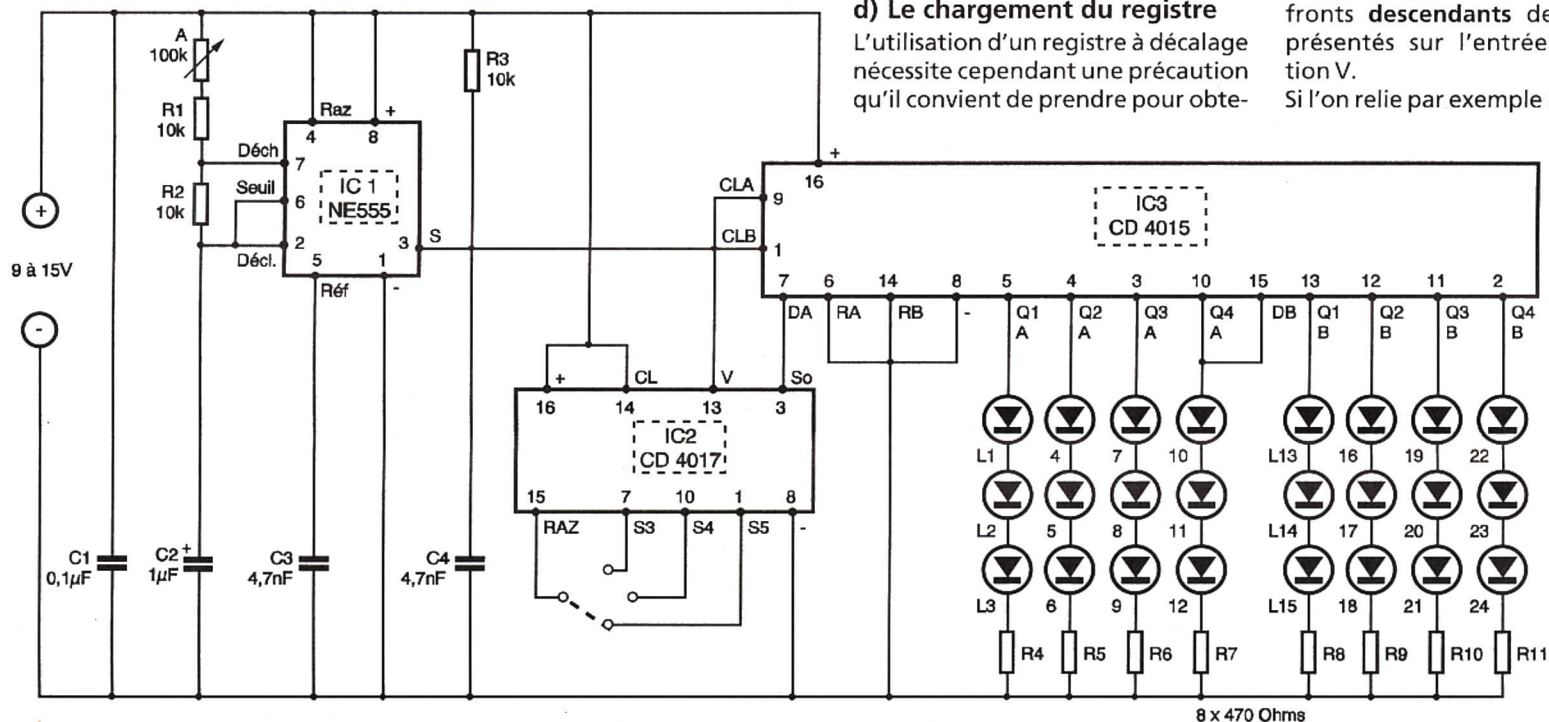 d) Le chargement du registre
L'utilisation d'un registre à décalage
nécessite cependant une précaution
qu'il convient de prendre pour obte-
fronts descendants de
présentés sur l'entrée
tion V.
Si l'on relie par exemple
9 à 15V
+
-
A
100k
R1
10k
R2
10k
Déch
Seuil
Décl.
Raz
+
4
8
7
6
2
IC 1
NE555
3
S
5
1
Réf
-
R3
10k
C1
0,1µF
C2
+
1µF
C3
4,7nF
C4
4,7nF
+
CL
V
So
16
14
13
3
IC2
CD 4017
15
7
10
1
8
RAZ
S3
S4
S5
-
+
16
CLA
9
CLB
1
IC3
CD 4015
7
6
14
8
5
4
3
10
15
13
12
11
2
DA
RA
RB
-
Q1
A
Q2
A
Q3
A
Q4
A
DB
Q1
B
Q2
B
Q3
B
Q4
B
L1
4
7
10
L13
16
19
22
L2
5
8
11
L14
17
20
23
L3
6
9
12
L15
18
21
24
R4
R5
R6
R7
R8
R9
R10
R11
8 x 470 Ohms